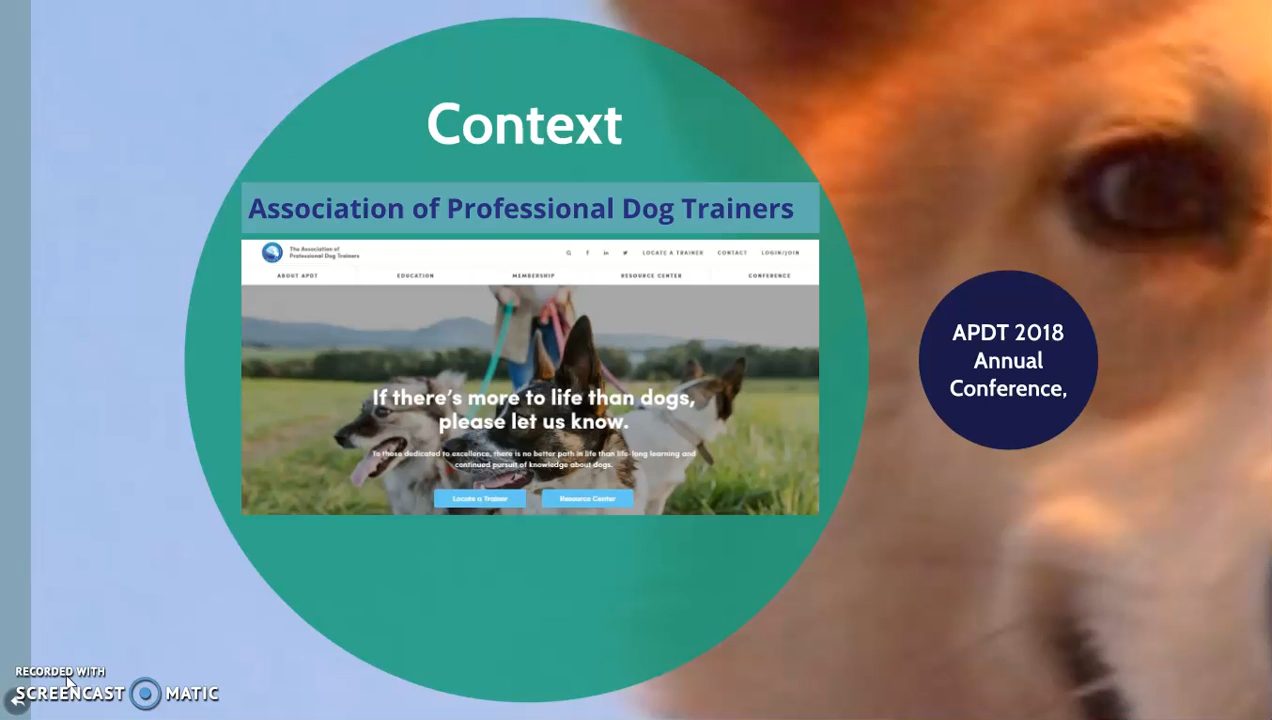 Context
Association of Professional Dog Trainers
The Association of
Professional Dog Trainers
LOCATE A TRAINER CONTACT LOGIN/JOIN
ABOUT APDT EDUCATION MEMBERSHIP RESOURCE CENTER CONFERENCE
If there's more to life than dogs,
please let us know.
To those dedicated to excellence, there is no better path in life than life-long learning and
continued pursuit of knowledge about dogs.
Locate a Trainer Resource Center
APDT 2018
Annual
Conference,
RECORDED WITH
SCREENCAST MATIC